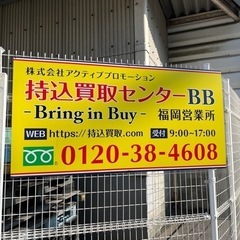 株式会社アクティブプロモーション
持込買取センターBB
- Bring in Buy - 福岡営業所
WEB https://持込買取.com 受付 9:00~17:00
0120-38-4608